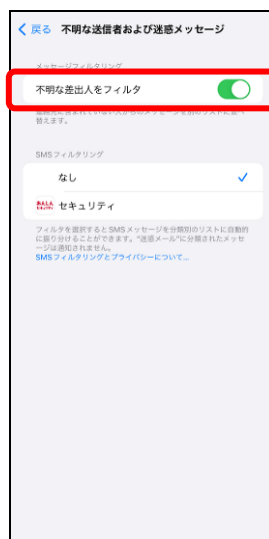 戻る 不明な送信者および迷惑メッセージ
メッセージフィルタリング
不明な差出人をフィルタ
替えます。
SMSフィルタリング
なし
セキュリティ
フィルタを選択するとSMSメッセージを分類別のリストに自動的
に振り分けることができます。"迷惑メール"に分類されたメッセ
ージは通知されません。
SMSフィルタリングとプライバシーについて...